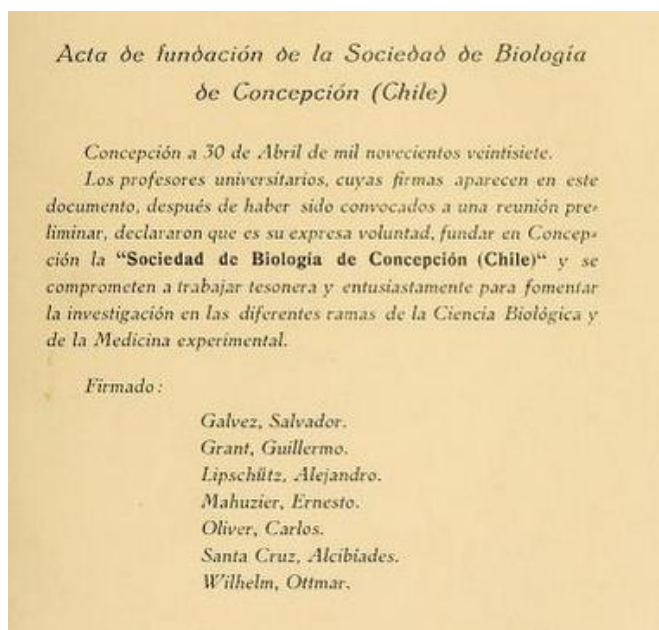 Acta de fundación de la Sociedad de Biología
de Concepción (Chile)
Concepción a 30 de Abril de mil novecientos veintisiete.
Los profesores universitarios, cuyas firmas aparecen en este
documento, después de haber sido convocados a una reunión pre-
liminar, declararon que es su expresa voluntad, fundar en Concep-
ción la “Sociedad de Biología de Concepción (Chile)“ y se
comprometen a trabajar tesonera y entusiastamente para fomentar
la investigación en las diferentes ramas de la Ciencia Biológica y
de la Medicina experimental.
Firmado:
Galvez, Salvador.
Grant, Guillermo.
Lipschütz, Alejandro.
Mahuzier, Ernesto.
Oliver, Carlos.
Santa Cruz, Alcibíades.
Wilhelm, Ottmar.